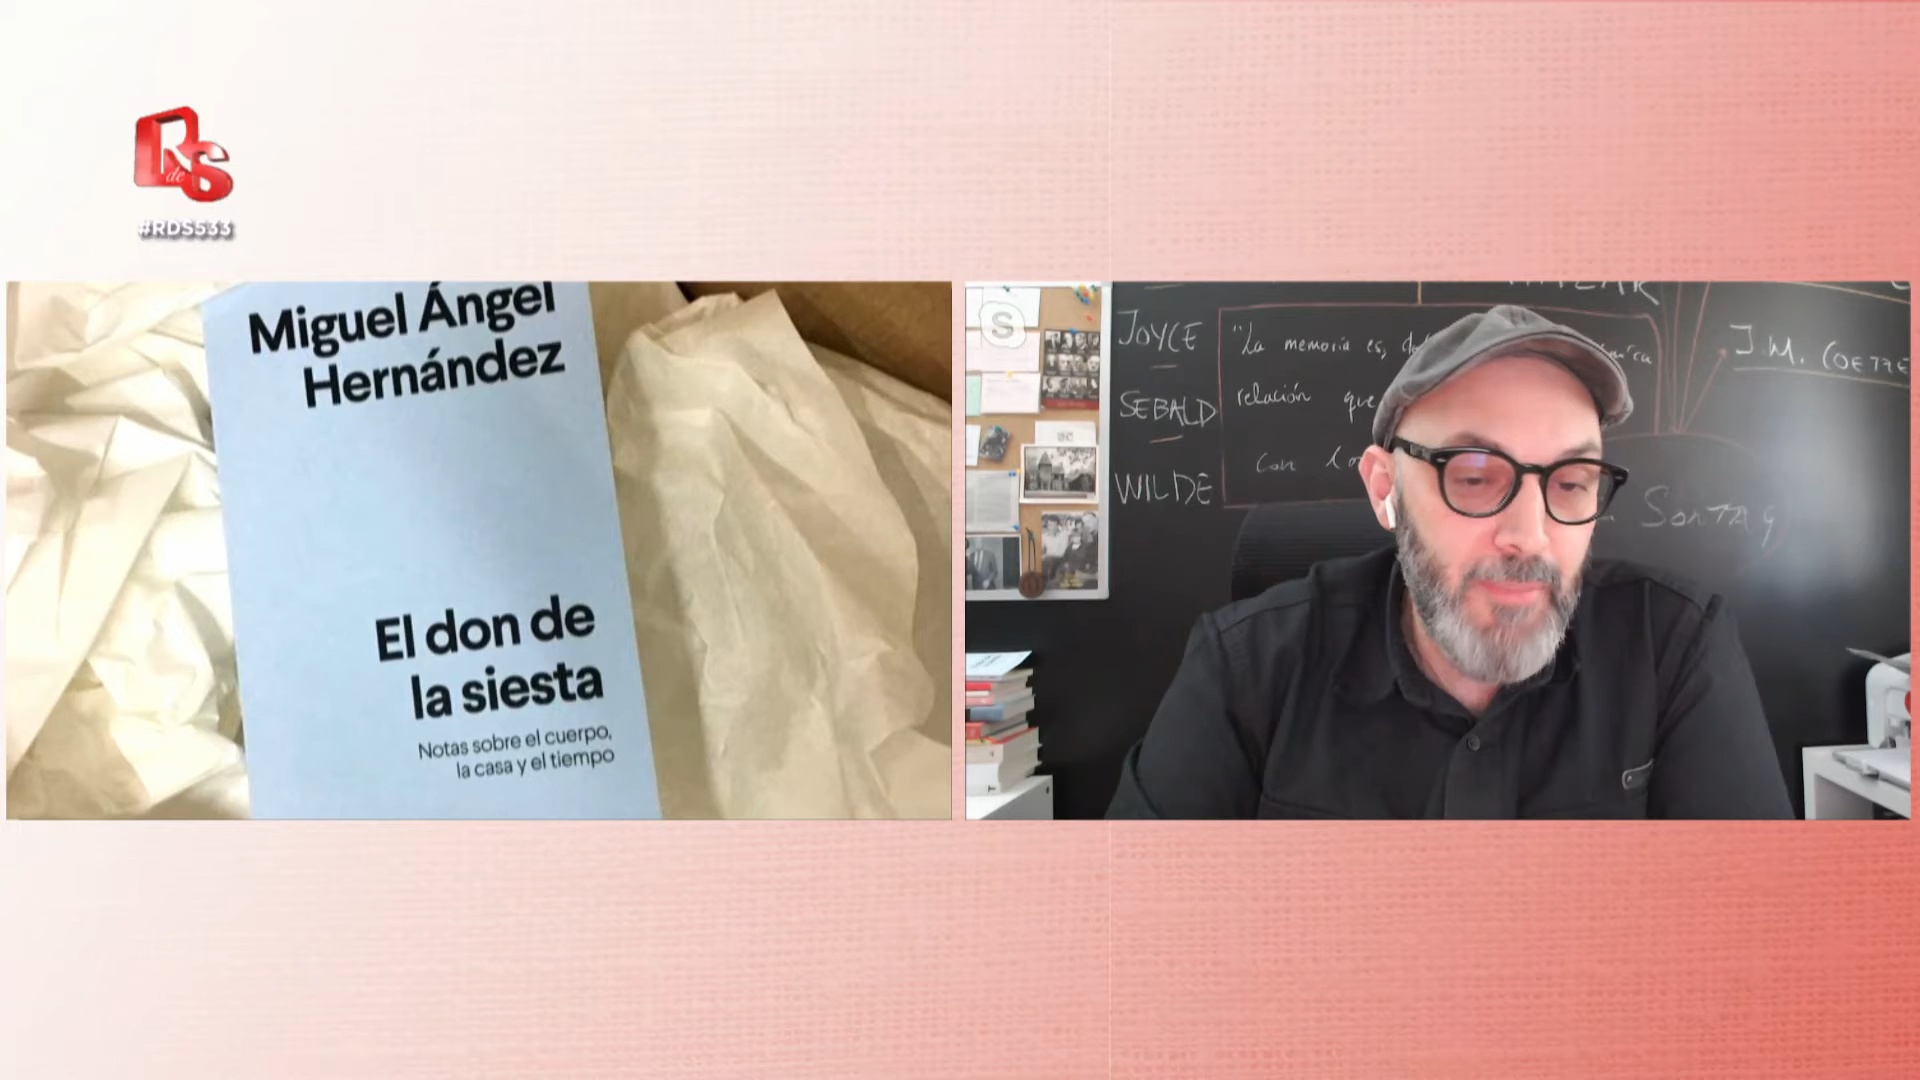 R
de
S
#RDS533
Miguel Ángel
Hernández
El don de
la siesta
Notas sobre el cuerpo,
la casa y el tiempo
S
JOYCE
SEBALD
WILDE
"La memoria es,
relación que
con
J.M. COETZE
SONTAG